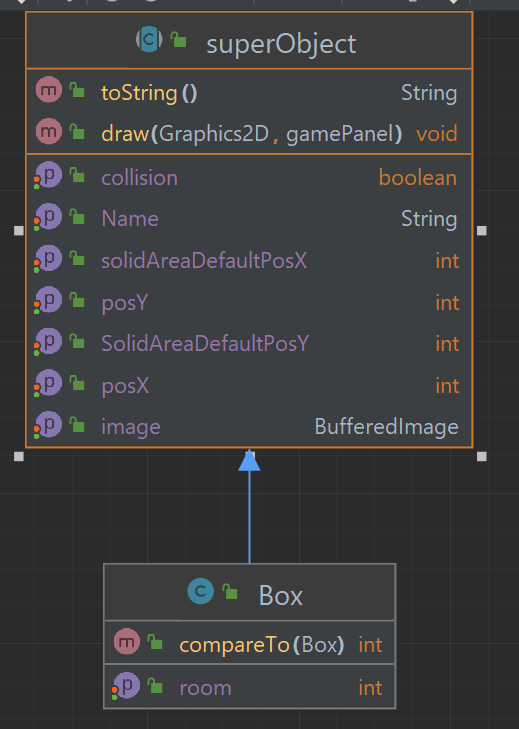 superObject
toString() String
draw(Graphics2D, gamePanel) void
collision boolean
Name String
solidAreaDefaultPosX int
posY int
SolidAreaDefaultPosY int
posX int
image BufferedImage
Box
compareTo(Box) int
room int